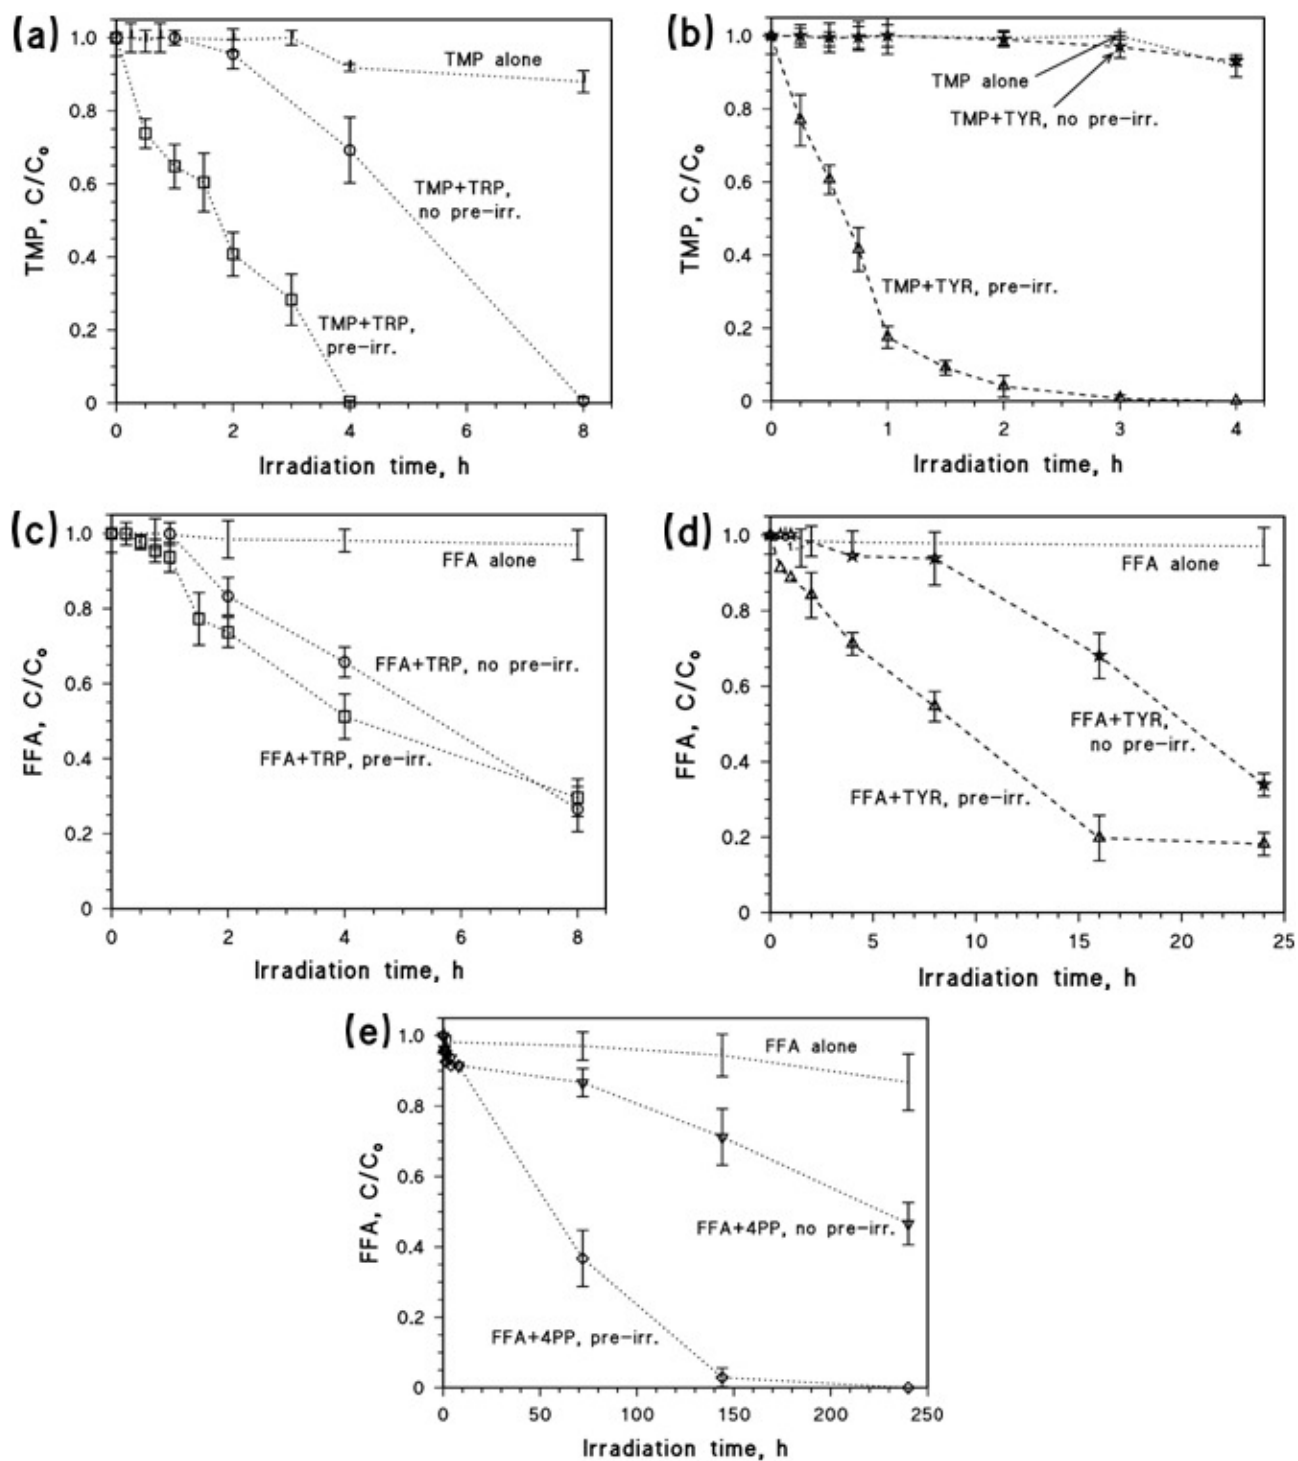 (a)
1.0
0.8
0.6
0.4
0.2
0
TMP, C/C₀
TMP alone
TMP+TRP,
no pre-irr.
TMP+TRP,
pre-irr.
0 2 4 6 8
Irradiation time, h
(b)
1.0
0.8
0.6
0.4
0.2
0
TMP, C/C₀
TMP alone
TMP+TYR, no pre-irr.
TMP+TYR, pre-irr.
0 1 2 3 4
Irradiation time, h
(c)
1.0
0.8
0.6
0.4
0.2
0
FFA, C/C₀
FFA alone
FFA+TRP, no pre-irr.
FFA+TRP, pre-irr.
0 2 4 6 8
Irradiation time, h
(d)
1.0
0.8
0.6
0.4
0.2
0
FFA, C/C₀
FFA alone
FFA+TYR,
no pre-irr.
FFA+TYR, pre-irr.
0 5 10 15 20 25
Irradiation time, h
(e)
1.0
0.8
0.6
0.4
0.2
0
FFA, C/C₀
FFA alone
FFA+4PP, no pre-irr.
FFA+4PP, pre-irr.
0 50 100 150 200 250
Irradiation time, h